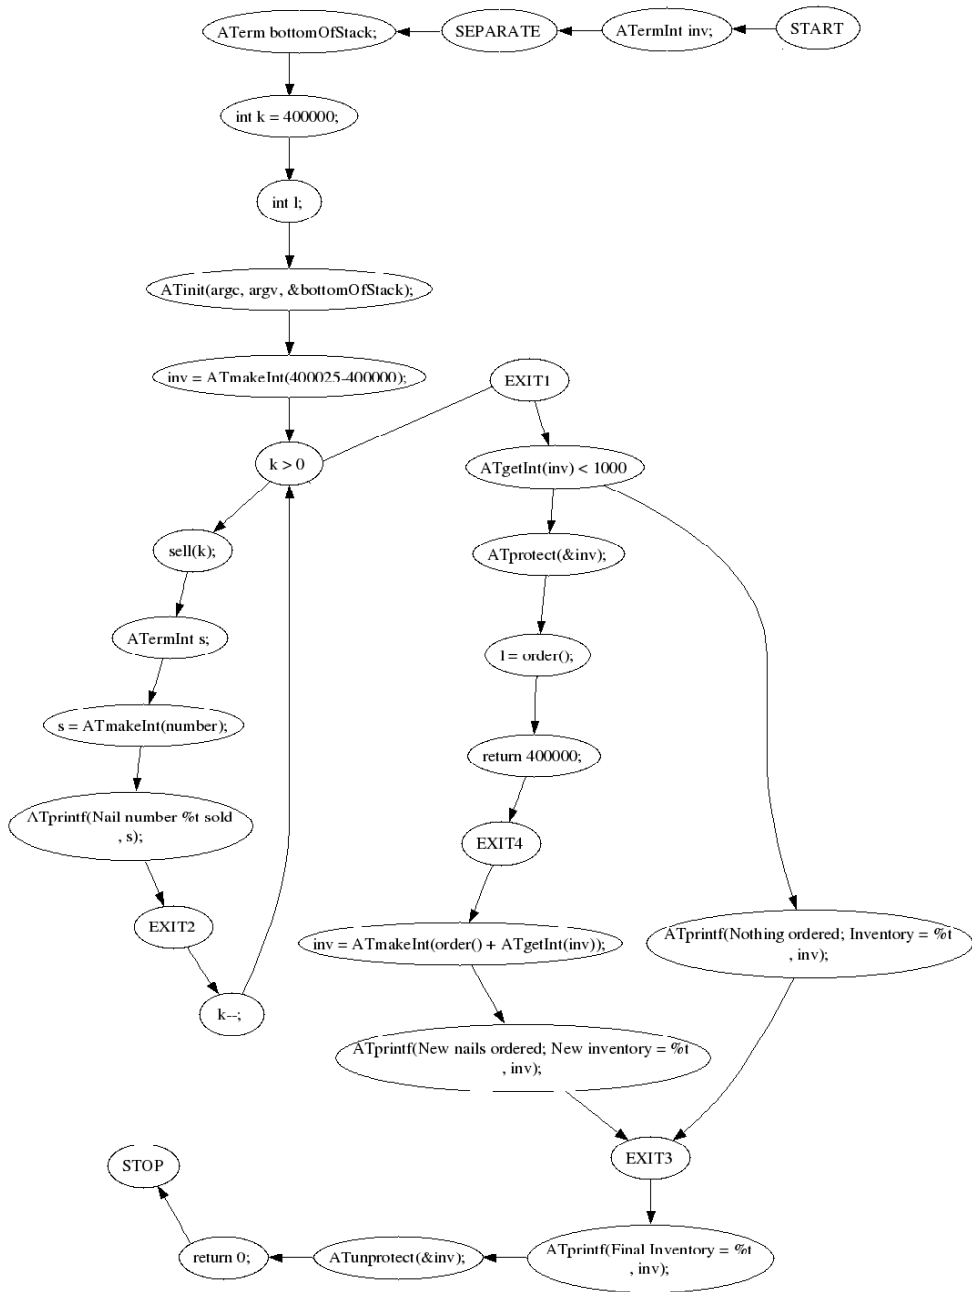 START
ATermInt inv;
SEPARATE
ATerm bottomOfStack;
int k = 400000;
int l;
ATinit(argc, argv, &bottomOfStack);
inv = ATmakeInt(400025-400000);
k > 0
sell(k);
ATermInt s;
s = ATmakeInt(number);
ATprintf(Nail number %t sold
, s);
EXIT2
k--;
EXIT1
ATgetInt(inv) < 1000
ATprotect(&inv);
l = order();
return 400000;
EXIT4
inv = ATmakeInt(order() + ATgetInt(inv));
ATprintf(New nails ordered; New inventory = %t
, inv);
ATprintf(Nothing ordered; Inventory = %t
, inv);
EXIT3
ATprintf(Final Inventory = %t
, inv);
ATunprotect(&inv);
return 0;
STOP